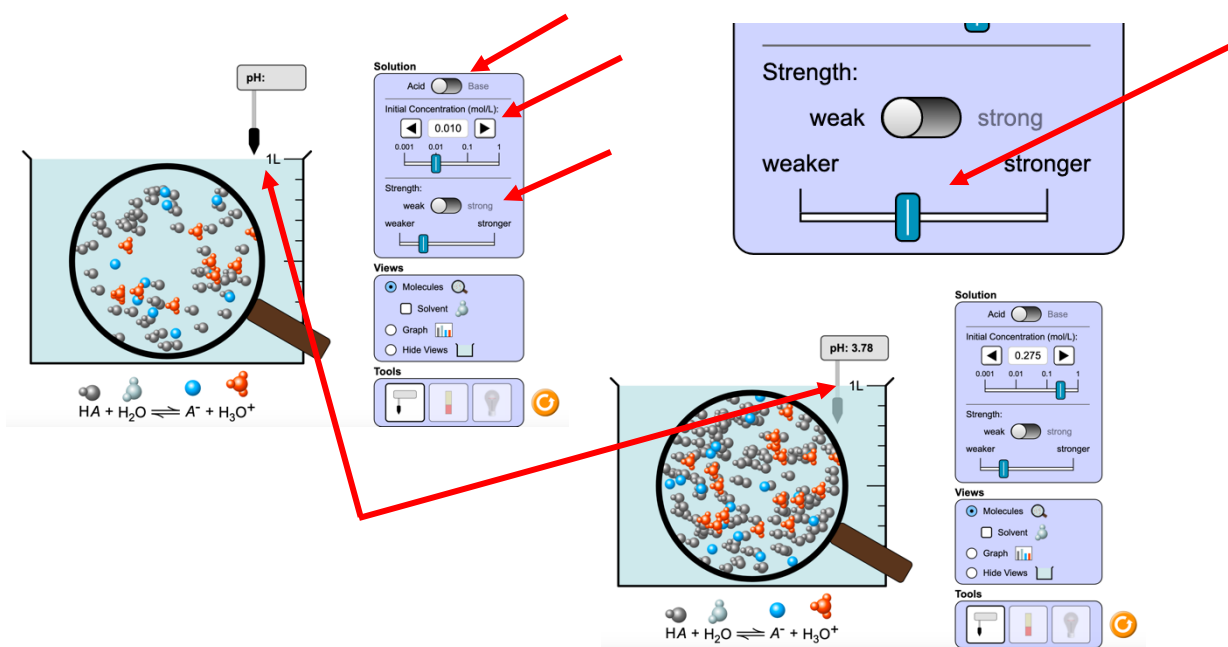 pH:
1L
HA + H₂O ⇌ A⁻ + H₃O⁺
Solution
Acid Base
Initial Concentration (mol/L):
0.010
0.001 0.01 0.1 1
Strength:
weak strong
weaker stronger
Views
Molecules
Solvent
Graph
Hide Views
Tools
Strength:
weak strong
weaker stronger
pH: 3.78
1L
HA + H₂O ⇌ A⁻ + H₃O⁺
Solution
Acid Base
Initial Concentration (mol/L):
0.275
0.001 0.01 0.1 1
Strength:
weak strong
weaker stronger
Views
Molecules
Solvent
Graph
Hide Views
Tools